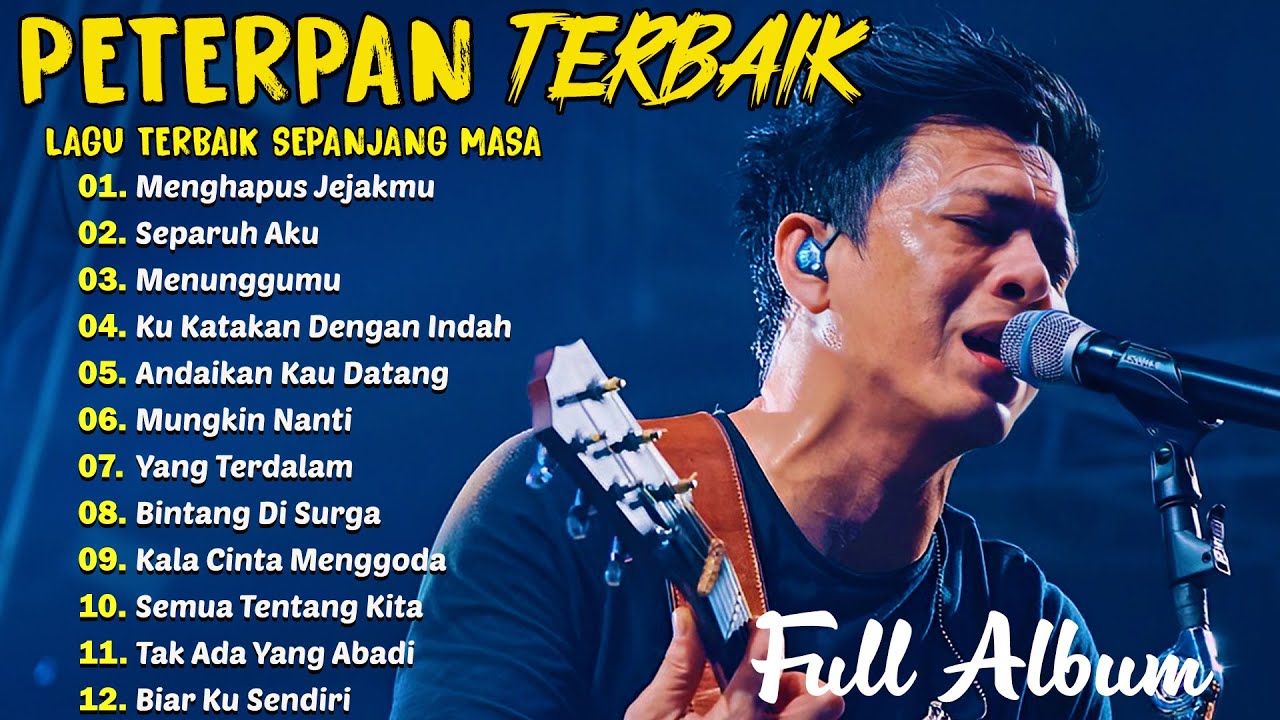 PETERPAN TERBAIK
LAGU TERBAIK SEPANJANG MASA
01. Menghapus Jejakmu
02. Separuh Aku
03. Menunggumu
04. Ku Katakan Dengan Indah
05. Andaikan Kau Datang
06. Mungkin Nanti
07. Yang Terdalam
08. Bintang Di Surga
09. Kala Cinta Menggoda
10. Semua Tentang Kita
11. Tak Ada Yang Abadi
12. Biar Ku Sendiri
Full Album